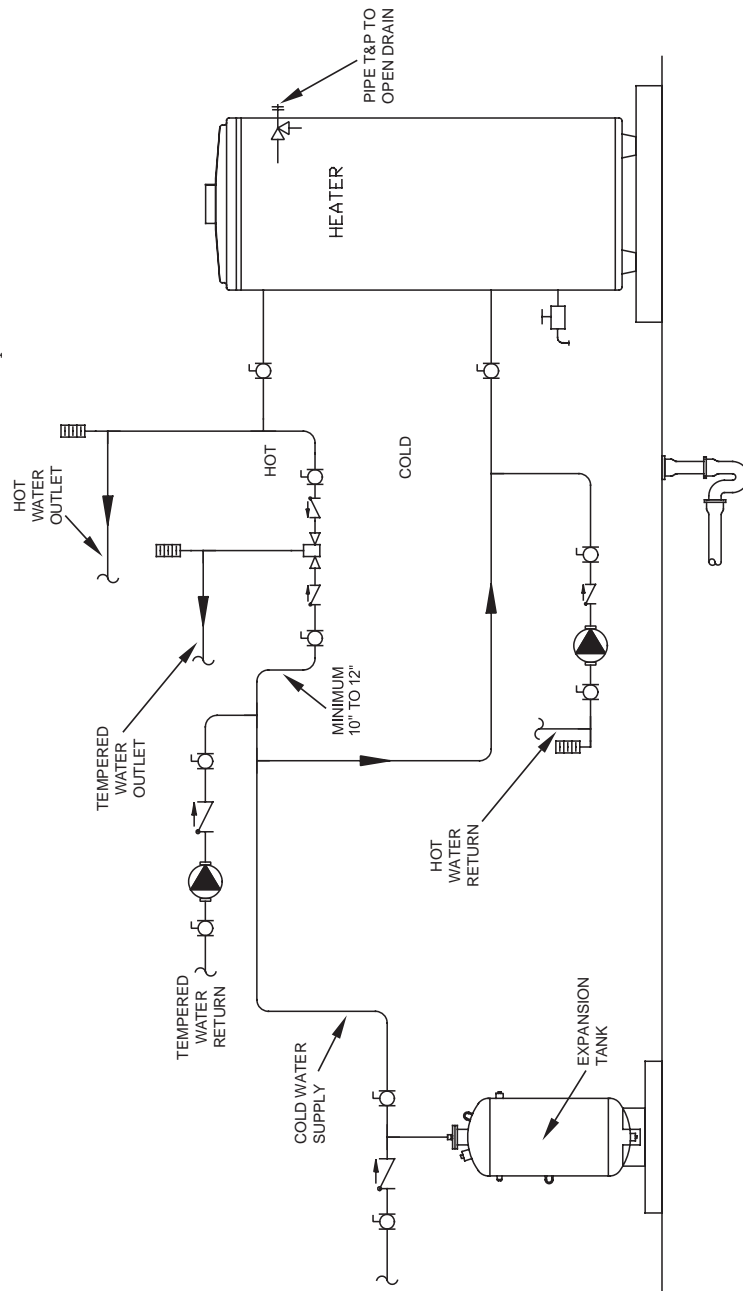 TEMPERED
WATER
RETURN
TEMPERED
WATER
OUTLET
HOT
WATER
OUTLET
PIPE T&P TO
OPEN DRAIN
HOT
HEATER
MINIMUM
10" TO 12"
COLD
COLD WATER
SUPPLY
HOT
WATER
RETURN
EXPANSION
TANK